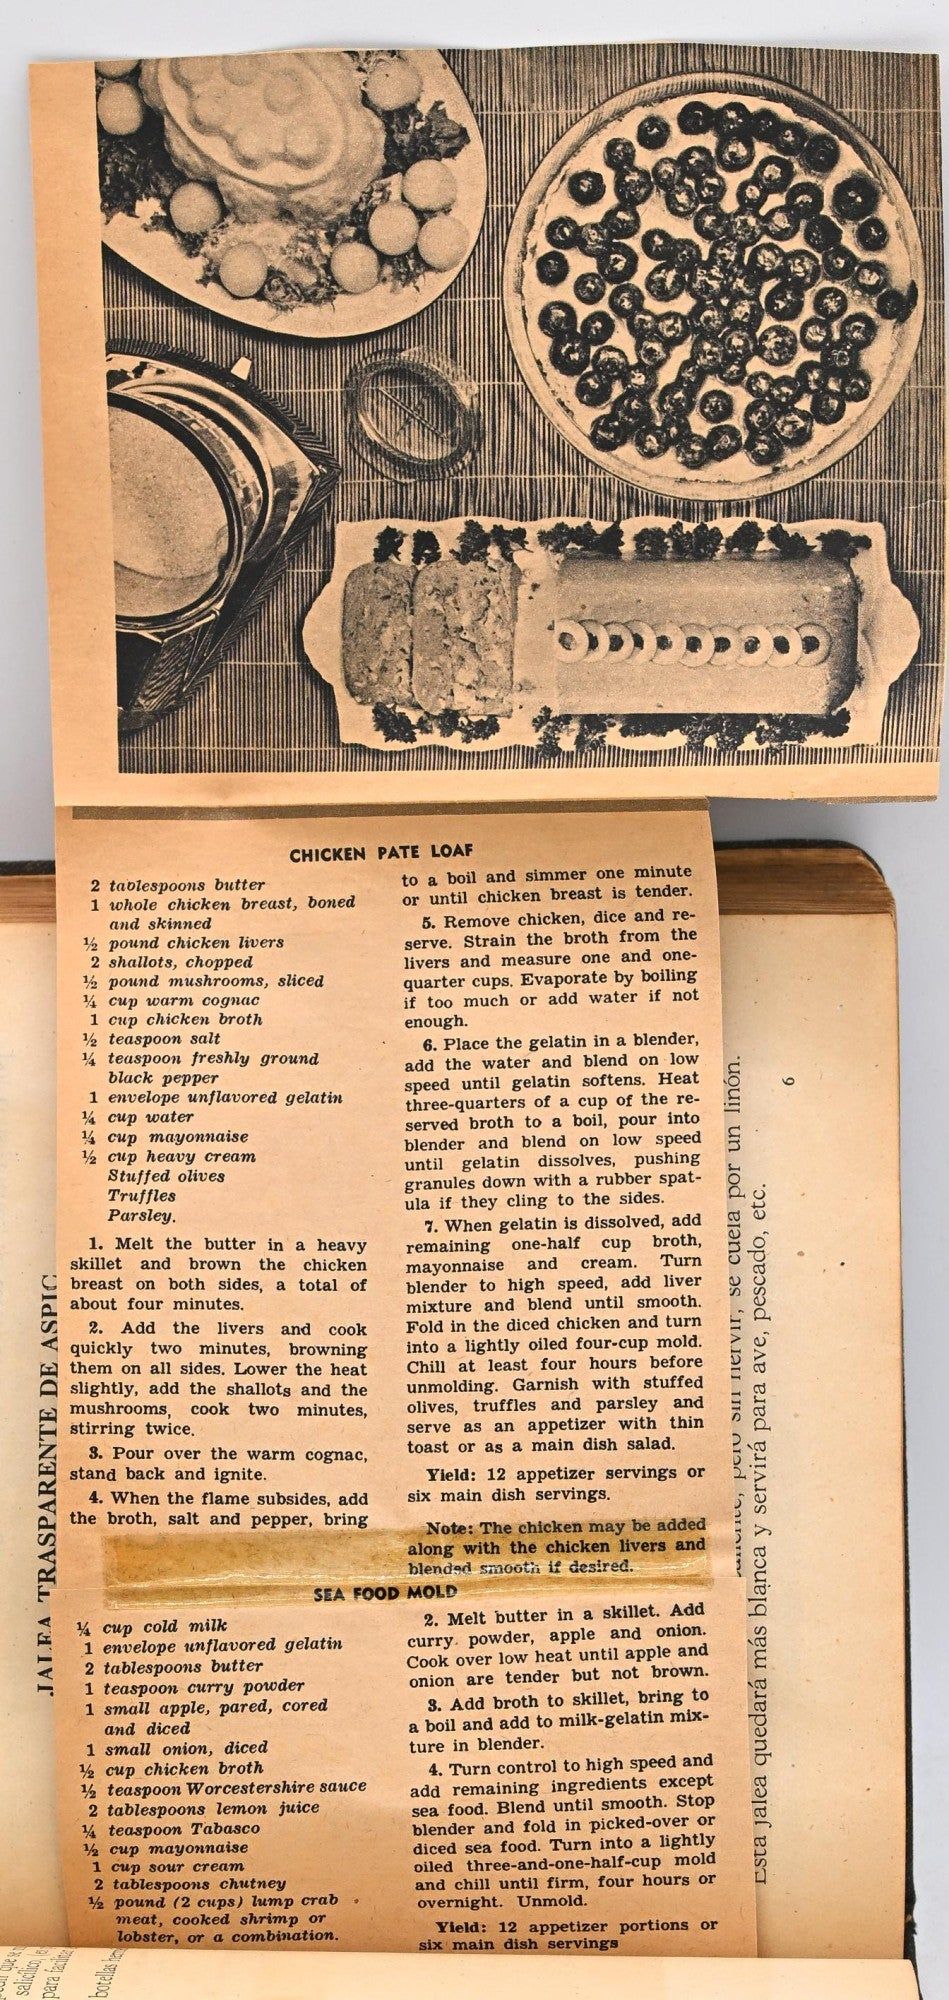 CHICKEN PATE LOAF
2 tablespoons butter
1 whole chicken breast, boned
and skinned
½ pound chicken livers
2 shallots, chopped
½ pound mushrooms, sliced
¼ cup warm cognac
1 cup chicken broth
½ teaspoon salt
¼ teaspoon freshly ground
black pepper
1 envelope unflavored gelatin
¼ cup water
¼ cup mayonnaise
½ cup heavy cream
Stuffed olives
Truffles
Parsley.
1. Melt the butter in a heavy
skillet and brown the chicken
breast on both sides, a total of
about four minutes.
2. Add the livers and cook
quickly two minutes, browning
them on all sides. Lower the heat
slightly, add the shallots and the
mushrooms, cook two minutes,
stirring twice.
3. Pour over the warm cognac,
stand back and ignite.
4. When the flame subsides, add
the broth, salt and pepper, bring
to a boil and simmer one minute
or until chicken breast is tender.
5. Remove chicken, dice and re-
serve. Strain the broth from the
livers and measure one and one-
quarter cups. Evaporate by boiling
if too much or add water if not
enough.
6. Place the gelatin in a blender,
add the water and blend on low
speed until gelatin softens. Heat
three-quarters of a cup of the re-
served broth to a boil, pour into
blender and blend on low speed
until gelatin dissolves, pushing
granules down with a rubber spat-
ula if they cling to the sides.
7. When gelatin is dissolved, add
remaining one-half cup broth,
mayonnaise and cream. Turn
blender to high speed, add liver
mixture and blend until smooth.
Fold in the diced chicken and turn
into a lightly oiled four-cup mold.
Chill at least four hours before
unmolding. Garnish with stuffed
olives, truffles and parsley and
serve as an appetizer with thin
toast or as a main dish salad.
Yield: 12 appetizer servings or
six main dish servings.
Note: The chicken may be added
along with the chicken livers and
blended smooth if desired.
SEA FOOD MOLD
¼ cup cold milk
1 envelope unflavored gelatin
2 tablespoons butter
1 teaspoon curry powder
1 small apple, pared, cored
and diced
1 small onion, diced
½ cup chicken broth
½ teaspoon Worcestershire sauce
2 tablespoons lemon juice
¼ teaspoon Tabasco
½ cup mayonnaise
1 cup sour cream
2 tablespoons chutney
½ pound (2 cups) lump crab
meat, cooked shrimp or
lobster, or a combination.
2. Melt butter in a skillet. Add
curry powder, apple and onion.
Cook over low heat until apple and
onion are tender but not brown.
3. Add broth to skillet, bring to
a boil and add to milk-gelatin mix-
ture in blender.
4. Turn control to high speed and
add remaining ingredients except
sea food. Blend until smooth. Stop
blender and fold in picked-over or
diced sea food. Turn into a lightly
oiled three-and-one-half-cup mold
and chill until firm, four hours or
overnight. Unmold.
Yield: 12 appetizer portions or
six main dish servings
JALEA TRASPARENTE DE ASPIC
pero sin hervir, se cuela por un linón.
Esta jalea quedará más blanca y servirá para ave, pescado, etc.
6
que se
salicílico,
para facilitar
botellas